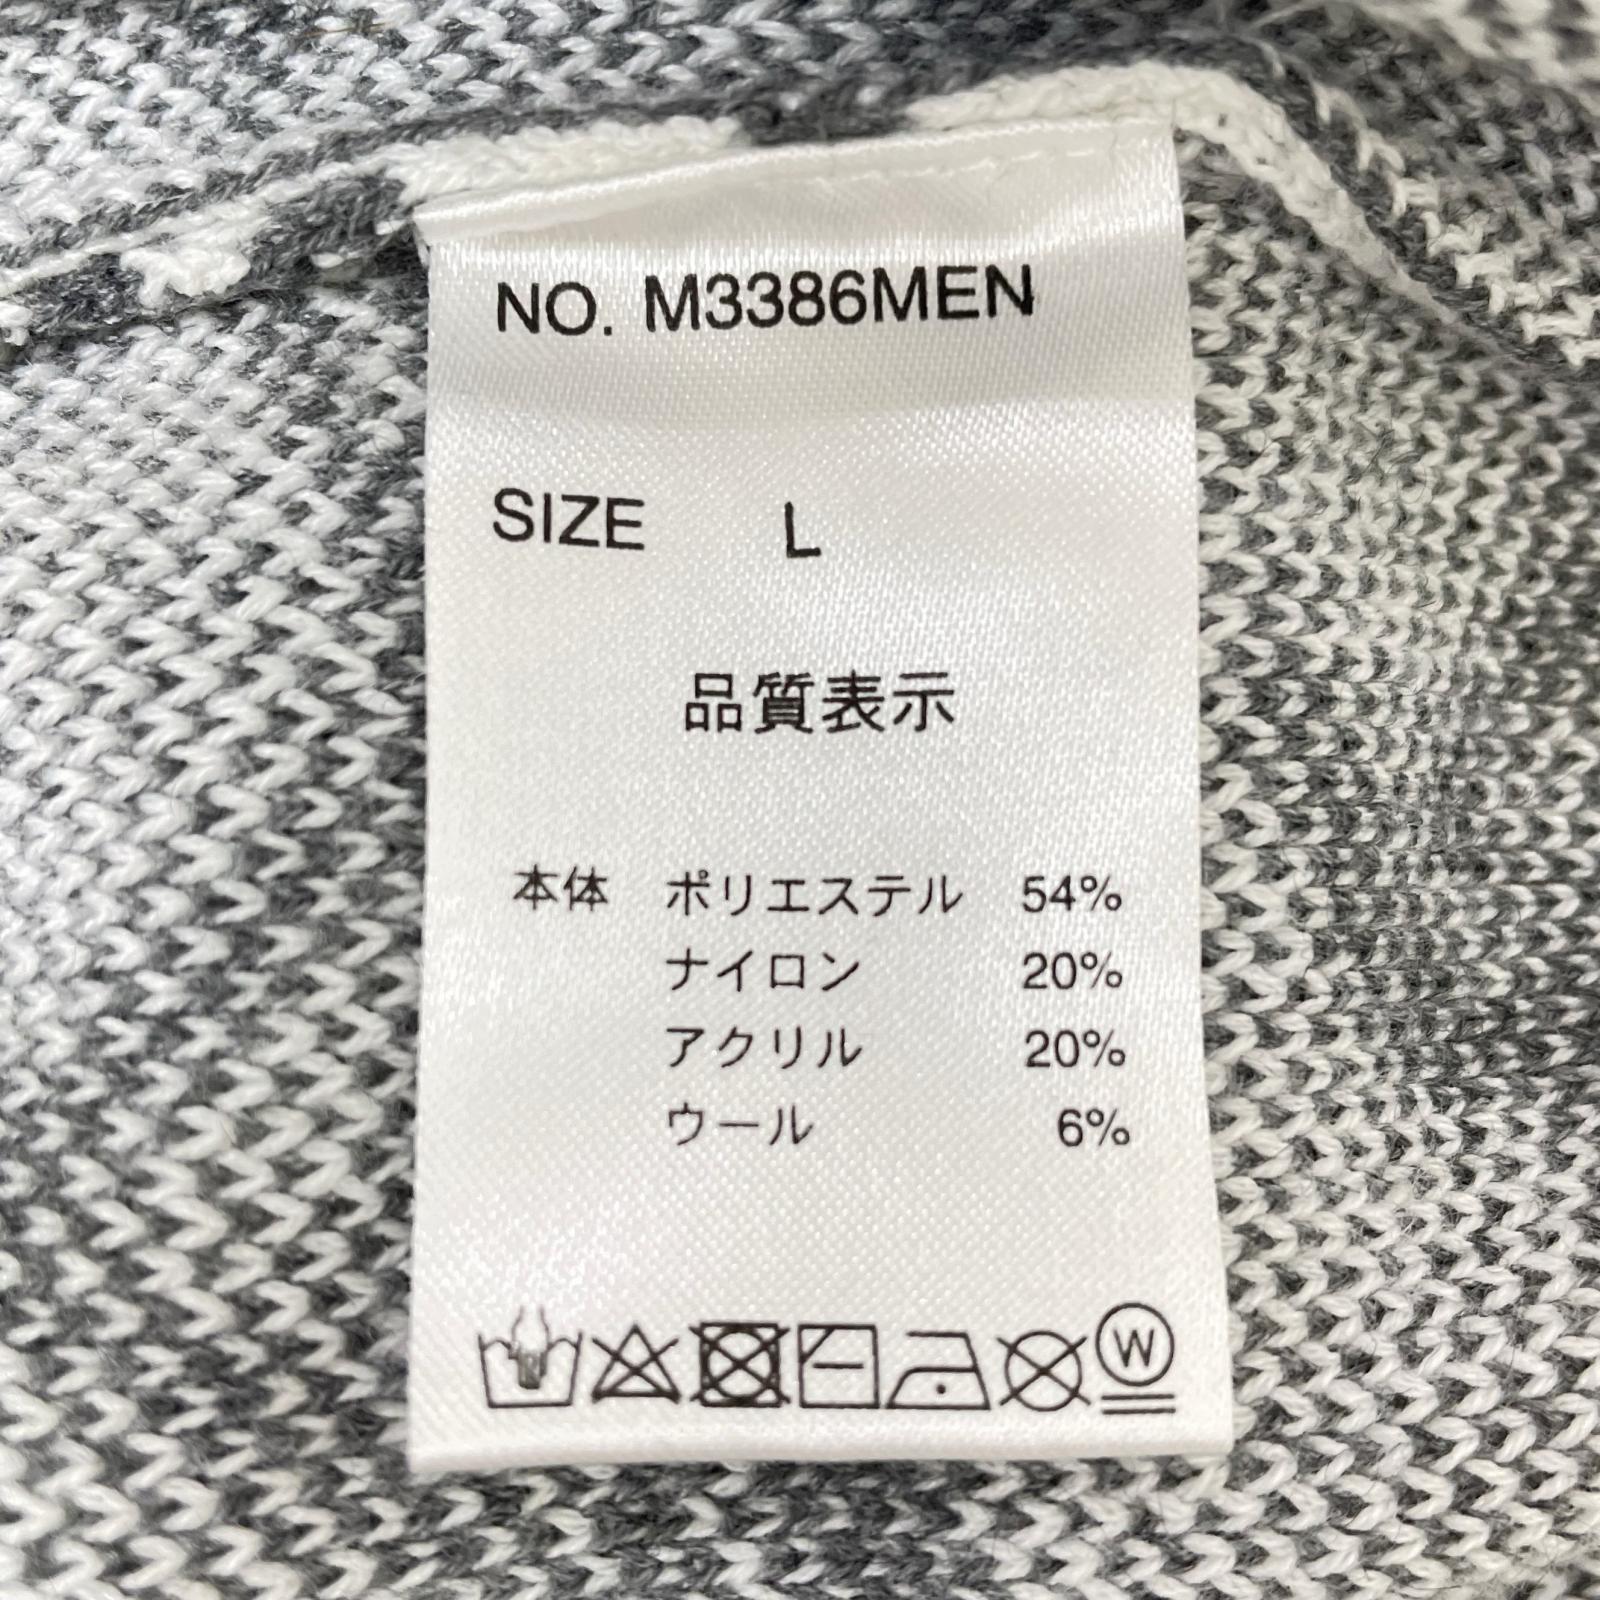 NO. M3386MEN
SIZE L
品質表示
本体 ポリエステル 54%
ナイロン 20%
アクリル 20%
ウール 6%
W